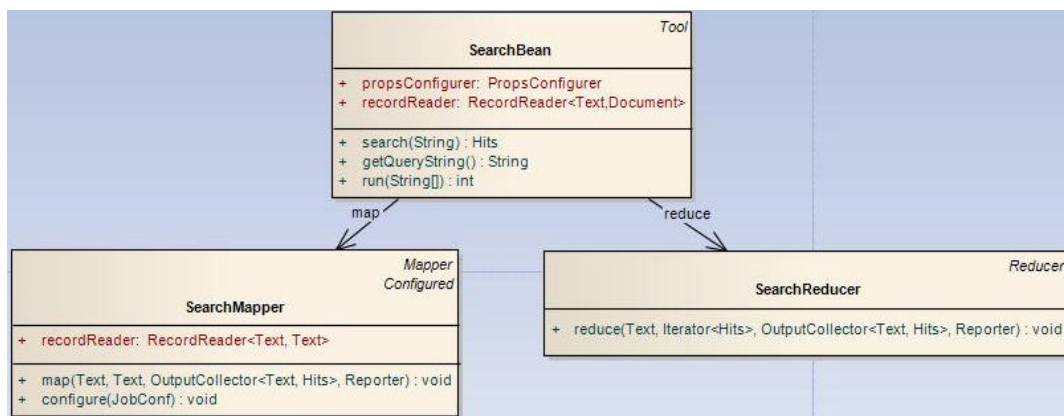 Tool
SearchBean
+ propsConfigurer: PropsConfigurer
+ recordReader: RecordReader<Text,Document>
+ search(String) : Hits
+ getQueryString() : String
+ run(String[]) : int
map
reduce
Mapper
Configured
SearchMapper
+ recordReader: RecordReader<Text, Text>
+ map(Text, Text, OutputCollector<Text, Hits>, Reporter) : void
+ configure(JobConf) : void
Reducer
SearchReducer
+ reduce(Text, Iterator<Hits>, OutputCollector<Text, Hits>, Reporter) : void